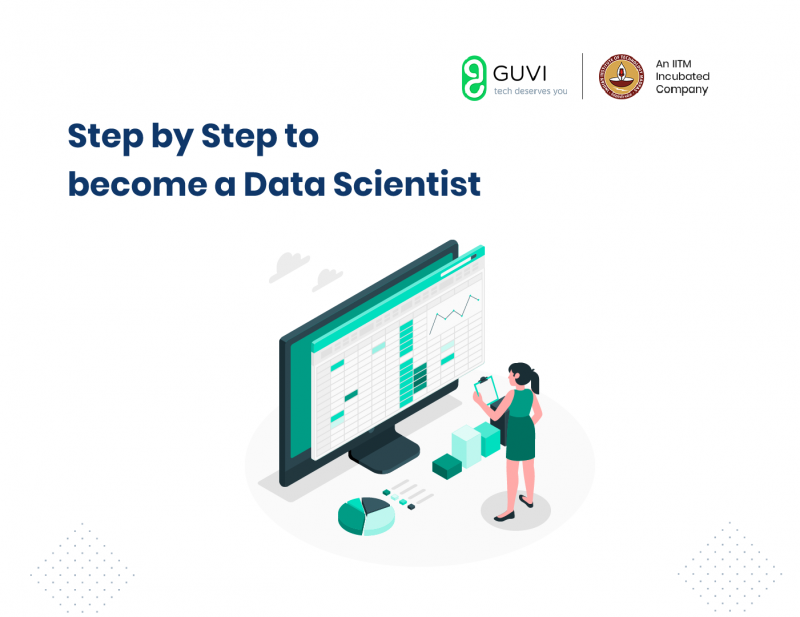 GUVI
tech deserves you
An IITM
Incubated
Company
Step by Step to
become a Data Scientist